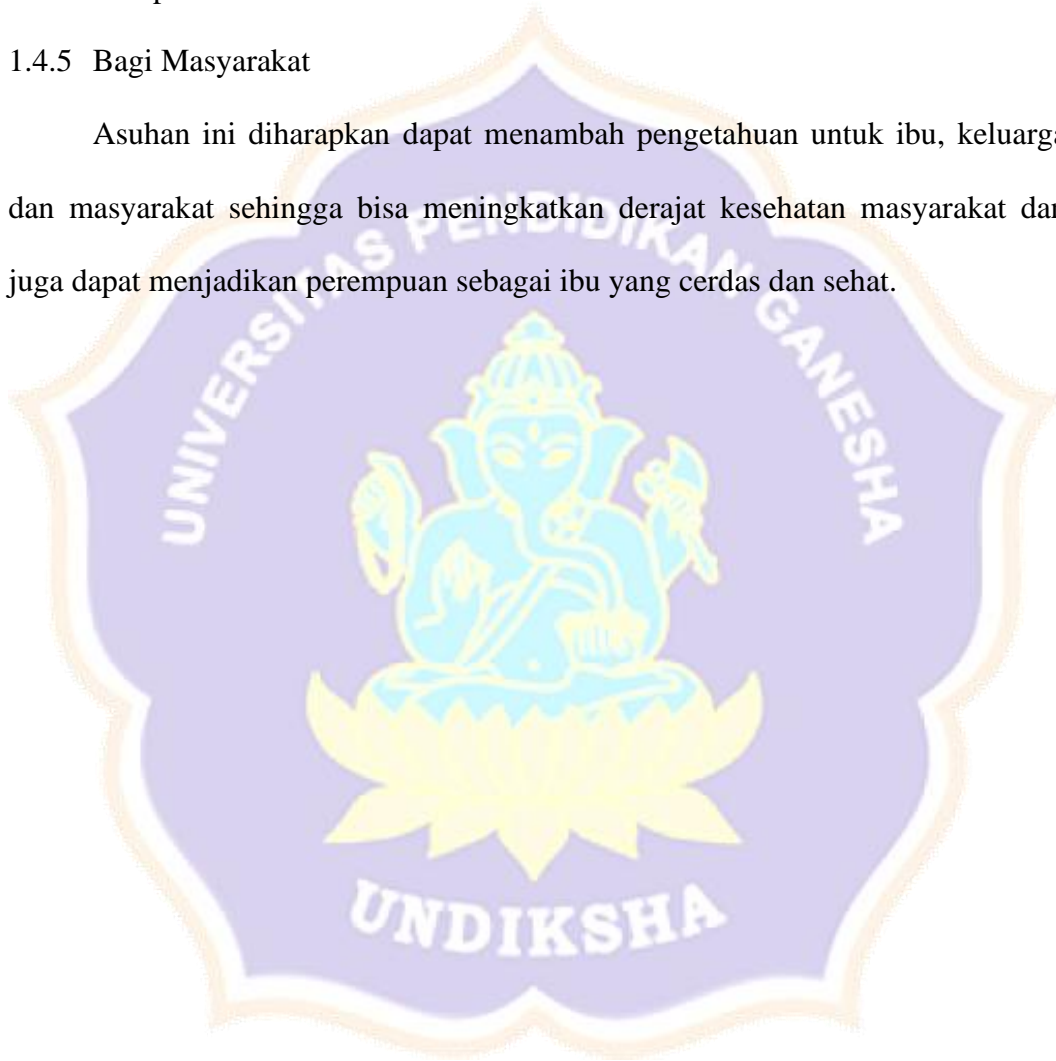 1.4.5 Bagi Masyarakat
Asuhan ini diharapkan dapat menambah pengetahuan untuk ibu, keluarga
dan masyarakat sehingga bisa meningkatkan derajat kesehatan masyarakat dan
juga dapat menjadikan perempuan sebagai ibu yang cerdas dan sehat.
UNIVERSITAS PENDIDIKAN GANESHA
UNDIKSHA